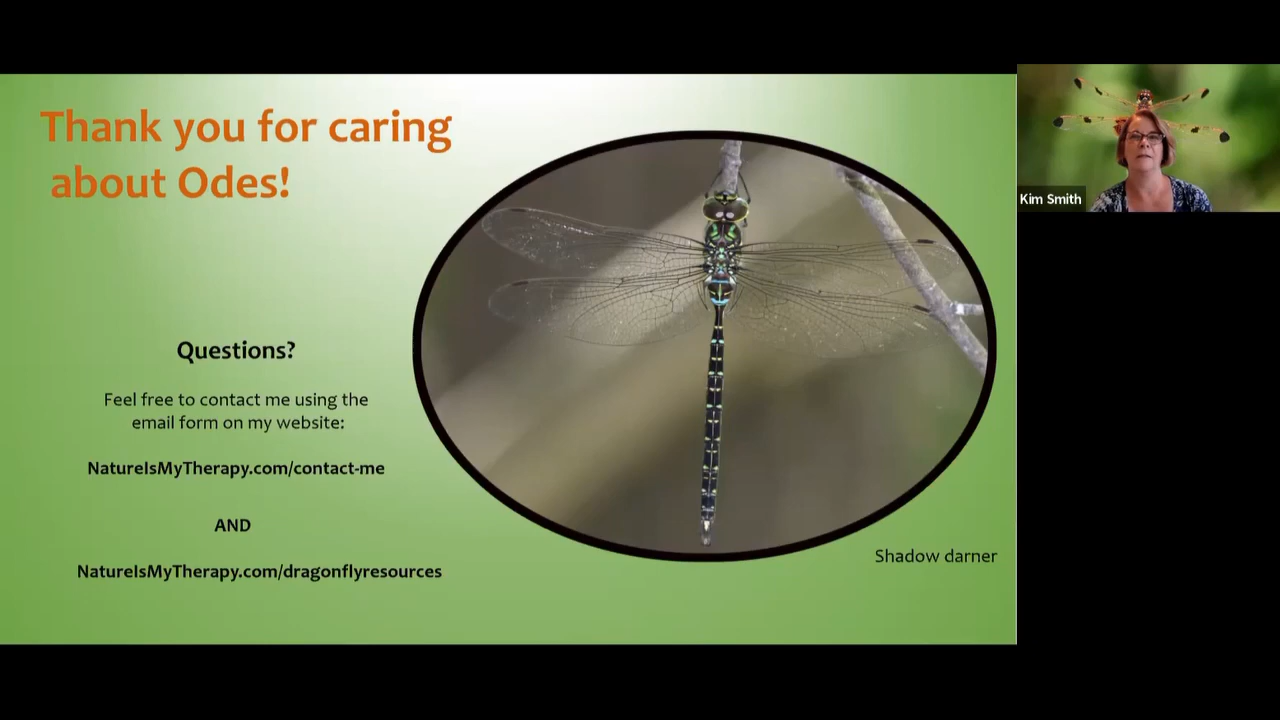 Thank you for caring
about Odes!
Questions?
Feel free to contact me using the
email form on my website:
NatureIsMyTherapy.com/contact-me
AND
NatureIsMyTherapy.com/dragonflyresources
Shadow darner
Kim Smith